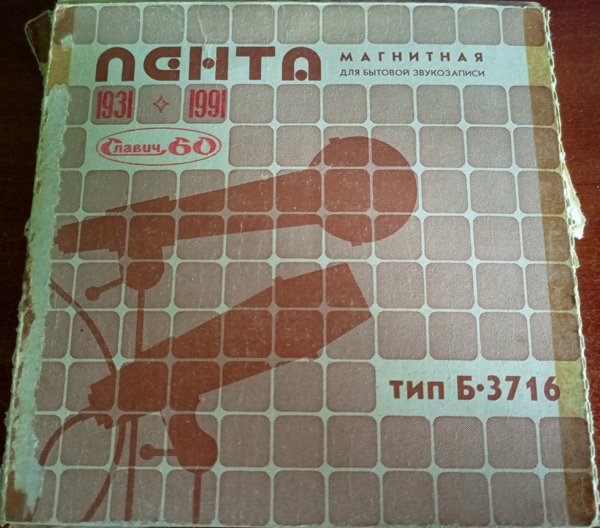 ЛЕНТА
МАГНИТНАЯ
ДЛЯ БЫТОВОЙ ЗВУКОЗАПИСИ
1931 1991
Славич 60
ТИП Б·3716